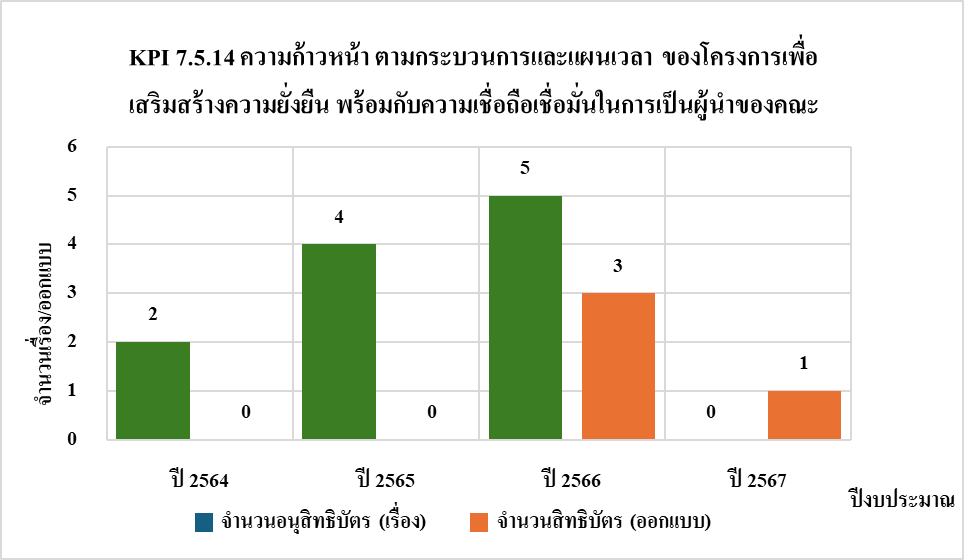 KPI 7.5.14 ความก้าวหน้า ตามกระบวนการและแผนเวลา ของโครงการเพื่อ
เสริมสร้างความยั่งยืน พร้อมกับความเชื่อถือเชื่อมั่นในการเป็นผู้นำของคณะ
จำนวนเรื่อง/ออกแบบ
6
5
4
3
2
1
0
2
0
4
0
5
3
0
1
ปี 2564
ปี 2565
ปี 2566
ปี 2567
ปีงบประมาณ
จำนวนอนุสิทธิบัตร (เรื่อง)
จำนวนสิทธิบัตร (ออกแบบ)